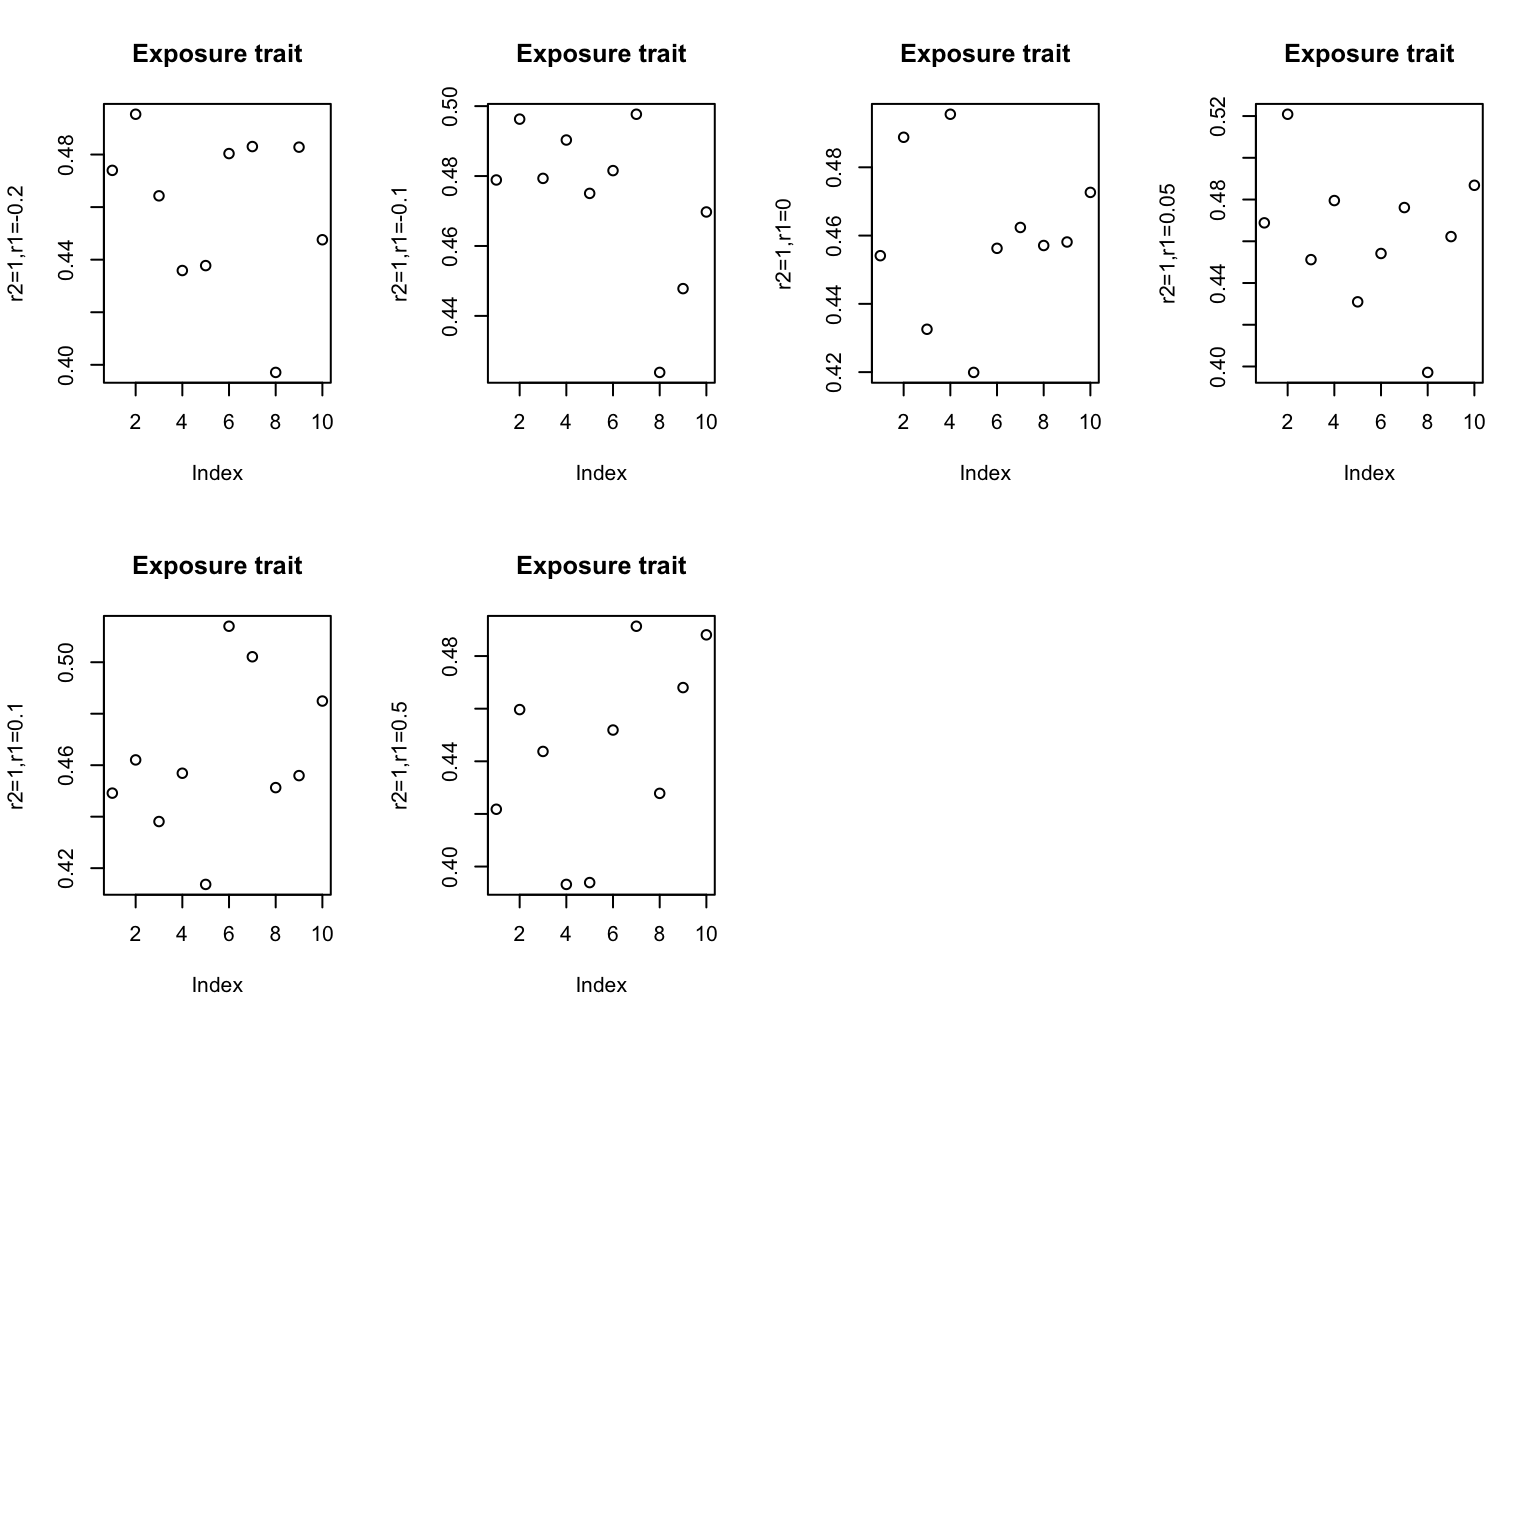 Exposure trait
r2=1,r1=-0.2
0.48
0.44
0.40
2 4 6 8 10
Index
Exposure trait
r2=1,r1=-0.1
0.50
0.48
0.46
0.44
2 4 6 8 10
Index
Exposure trait
r2=1,r1=0
0.48
0.46
0.44
0.42
2 4 6 8 10
Index
Exposure trait
r2=1,r1=0.05
0.52
0.48
0.44
0.40
2 4 6 8 10
Index
Exposure trait
r2=1,r1=0.1
0.50
0.46
0.42
2 4 6 8 10
Index
Exposure trait
r2=1,r1=0.5
0.48
0.44
0.40
2 4 6 8 10
Index